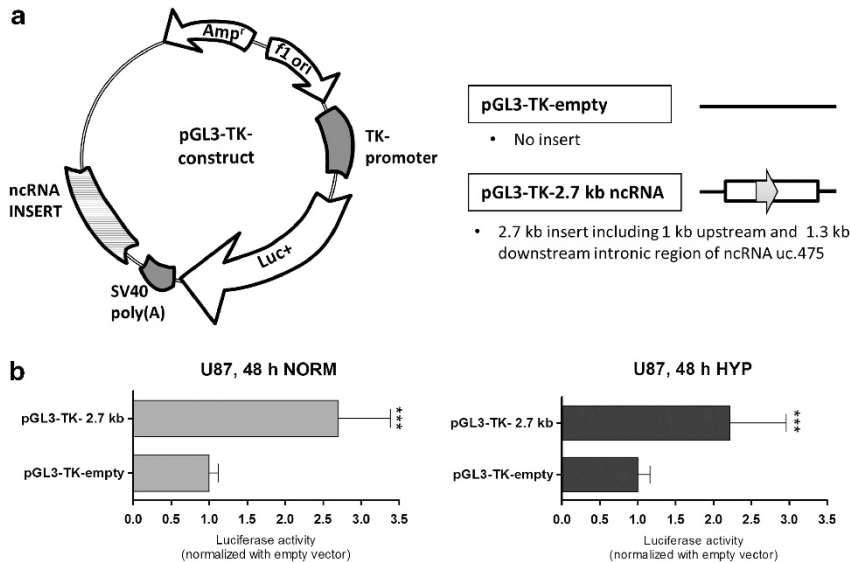 a
Ampr
f1 ori
pGL3-TK-
construct
TK-
promoter
ncRNA
INSERT
Luc+
SV40
poly(A)
pGL3-TK-empty
• No insert
pGL3-TK-2.7 kb ncRNA
• 2.7 kb insert including 1 kb upstream and 1.3 kb
downstream intronic region of ncRNA uc.475
b
U87, 48 h NORM
pGL3-TK- 2.7 kb
***
pGL3-TK-empty
0.0 0.5 1.0 1.5 2.0 2.5 3.0 3.5
Luciferase activity
(normalized with empty vector)
U87, 48 h HYP
pGL3-TK- 2.7 kb
***
pGL3-TK-empty
0.0 0.5 1.0 1.5 2.0 2.5 3.0 3.5
Luciferase activity
(normalized with empty vector)